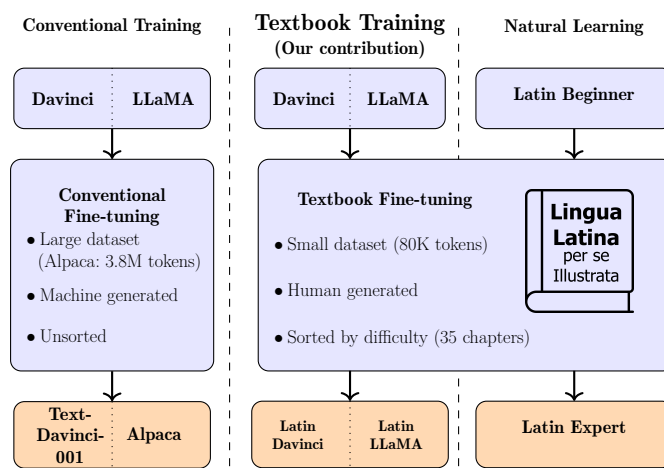 Conventional Training
Textbook Training
(Our contribution)
Natural Learning
Davinci
LLaMA
Davinci
LLaMA
Latin Beginner
Conventional
Fine-tuning
• Large dataset
(Alpaca: 3.8M tokens)
• Machine generated
• Unsorted
Textbook Fine-tuning
• Small dataset (80K tokens)
• Human generated
• Sorted by difficulty (35 chapters)
Lingua
Latina
per se
Illustrata
Text-
Davinci-
001
Alpaca
Latin
Davinci
Latin
LLaMA
Latin Expert